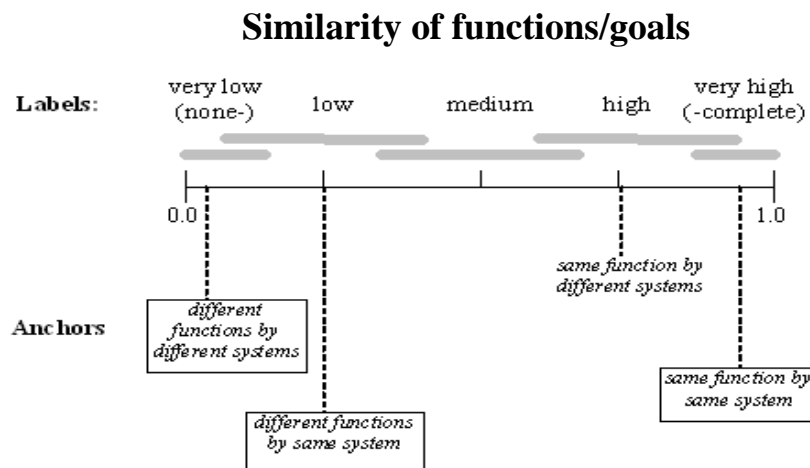 Similarity of functions/goals
very low
(none-)
Labels:
low
medium
high
very high
(-complete)
0.0
1.0
same function by
different systems
Anchors
different
functions by
different systems
same function by
same system
different functions
by same system